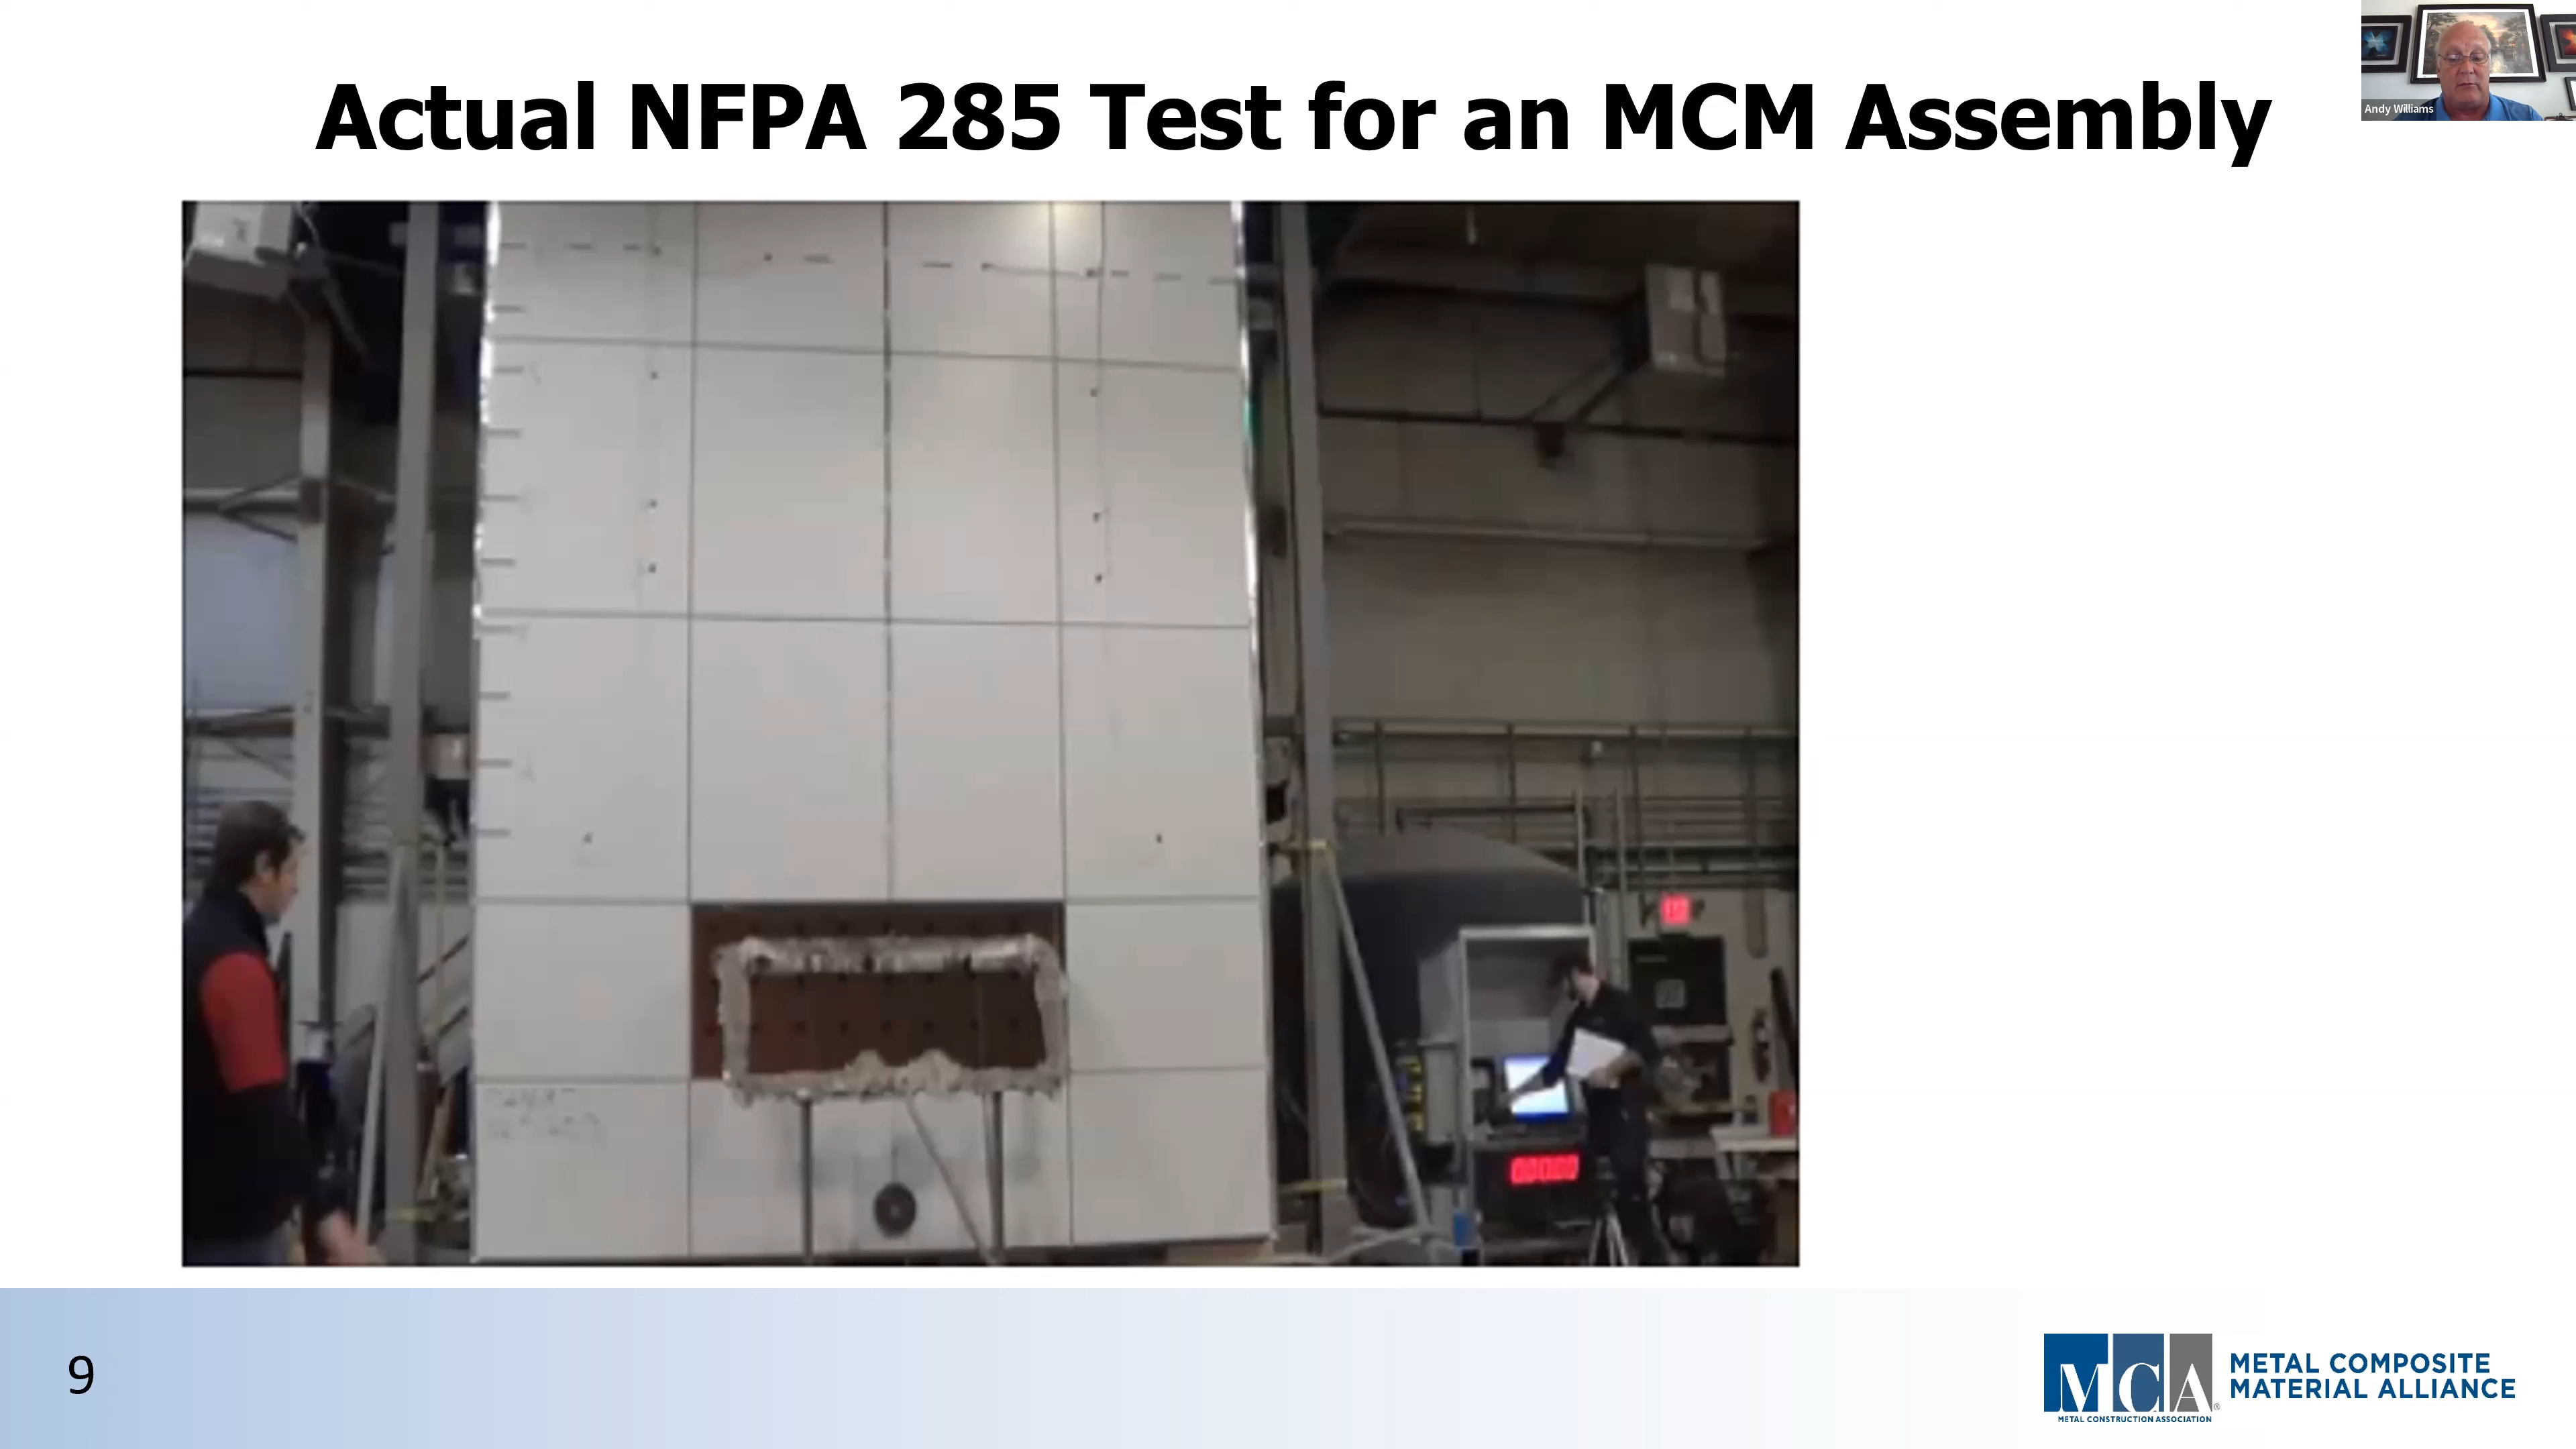 Actual NFPA 285 Test for an MCM Assembly
Andy Williams
EXIT
9
MCA
METAL CONSTRUCTION ASSOCIATION
®
METAL COMPOSITE
MATERIAL ALLIANCE